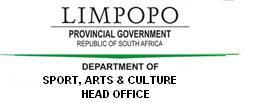 LIMPOPO
PROVINCIAL GOVERNMENT
REPUBLIC OF SOUTH AFRICA
DEPARTMENT OF
SPORT, ARTS & CULTURE
HEAD OFFICE